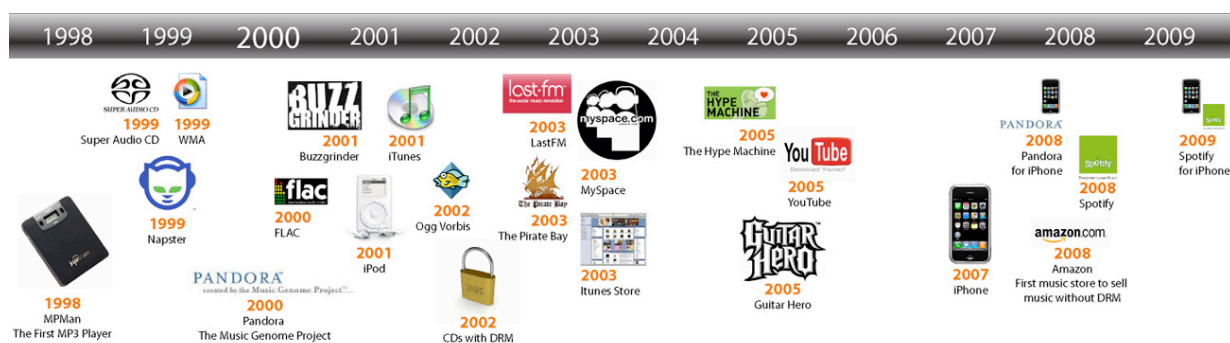 1998 1999 2000 2001 2002 2003 2004 2005 2006 2007 2008 2009
SUPER AUDIO CD
1999
Super Audio CD
1999
WMA
1999
Napster
1998
MPMan
The First MP3 Player
BUZZ
GRINDER
2001
Buzzgrinder
2001
iTunes
flac
2000
FLAC
2001
iPod
PANDORA
created by the Music Genome Project
2000
Pandora
The Music Genome Project
2002
Ogg Vorbis
2002
CDs with DRM
last.fm
the social music revolution
2003
LastFM
The Pirate Bay
2003
The Pirate Bay
myspace.com
2003
MySpace
2003
Itunes Store
THE
HYPE
MACHINE
2005
The Hype Machine
YouTube
Broadcast Yourself
2005
YouTube
GUITAR
HERO
2005
Guitar Hero
2007
iPhone
PANDORA
2008
Pandora
for iPhone
Spotify
Everyone Loves Music
2008
Spotify
amazon.com
2008
Amazon
First music store to sell
music without DRM
2009
Spotify
for iPhone